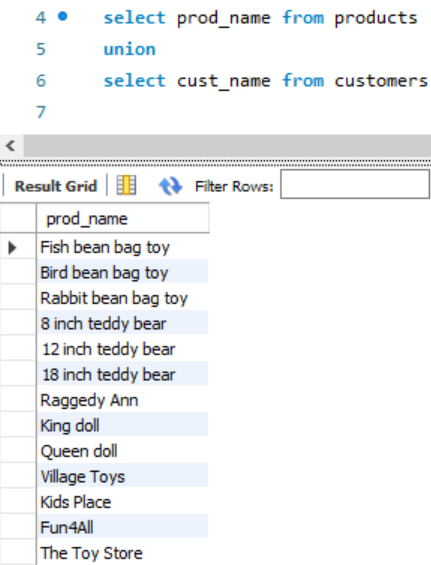 4 select prod_name from products
5 union
6 select cust_name from customers
7
Result Grid Filter Rows:
prod_name
Fish bean bag toy
Bird bean bag toy
Rabbit bean bag toy
8 inch teddy bear
12 inch teddy bear
18 inch teddy bear
Raggedy Ann
King doll
Queen doll
Village Toys
Kids Place
Fun4All
The Toy Store